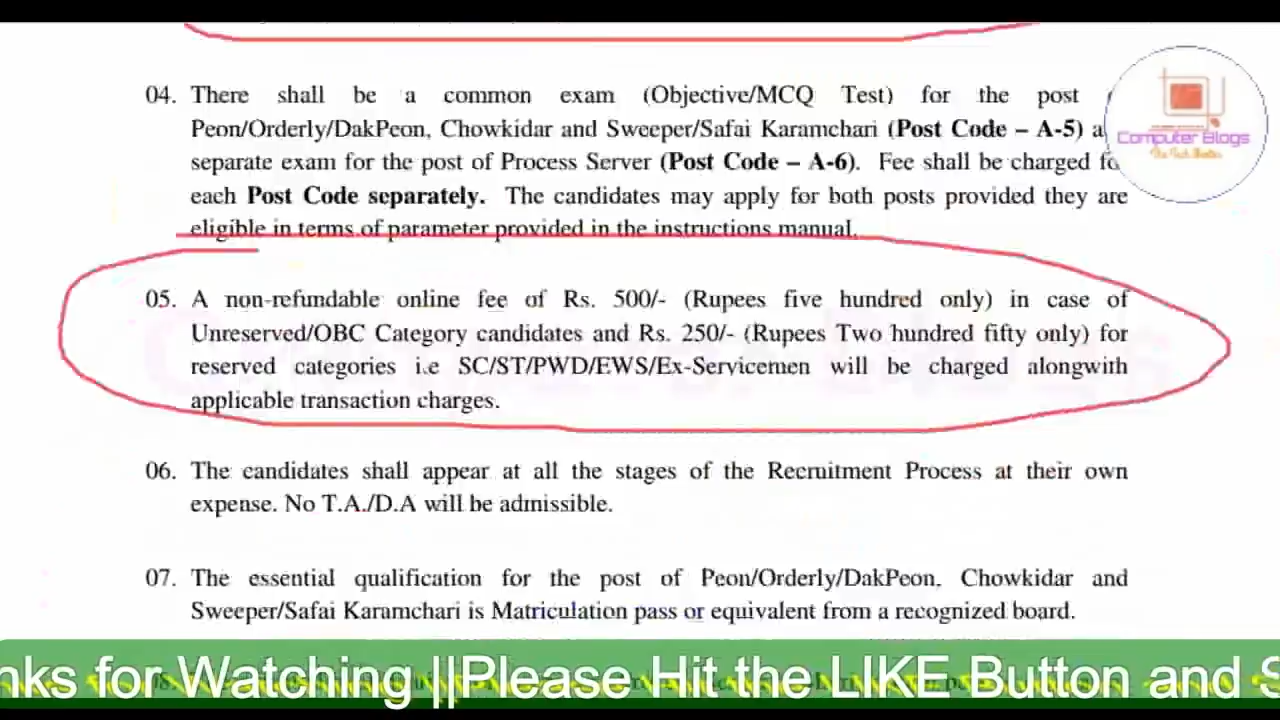 04. There shall be a common exam (Objective/MCQ Test) for the post
Peon/Orderly/DakPeon, Chowkidar and Sweeper/Safai Karamchari (Post Code – A-5) a
separate exam for the post of Process Server (Post Code – A-6). Fee shall be charged fo
each Post Code separately. The candidates may apply for both posts provided they are
eligible in terms of parameter provided in the instructions manual.
Computer Blogs
05. A non-refundable online fee of Rs. 500/- (Rupees five hundred only) in case of
Unreserved/OBC Category candidates and Rs. 250/- (Rupees Two hundred fifty only) for
reserved categories i.e SC/ST/PWD/EWS/Ex-Servicemen will be charged alongwith
applicable transaction charges.
06. The candidates shall appear at all the stages of the Recruitment Process at their own
expense. No T.A./D.A will be admissible.
07. The essential qualification for the post of Peon/Orderly/DakPeon, Chowkidar and
Sweeper/Safai Karamchari is Matriculation pass or equivalent from a recognized board.
nks for Watching ||Please Hit the LIKE Button and S